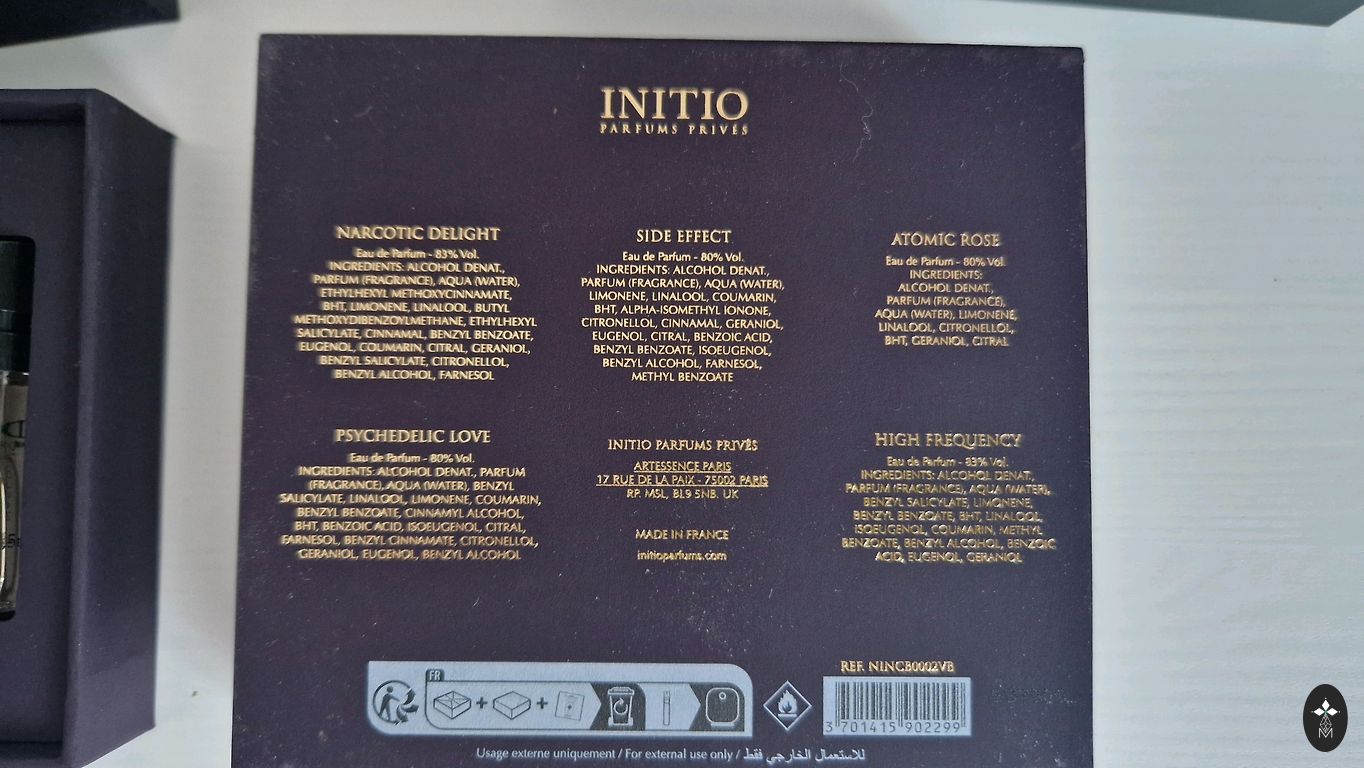 INITIO
PARFUMS PRIVÉS
NARCOTIC DELIGHT
Eau de Parfum - 83% Vol.
INGREDIENTS: ALCOHOL DENAT.,
PARFUM (FRAGRANCE), AQUA (WATER),
ETHYLHEXYL METHOXYCINNAMATE,
BHT, LIMONENE, LINALOOL, BUTYL
METHOXYDIBENZOYLMETHANE, ETHYLHEXYL
SALICYLATE, CINNAMAL, BENZYL BENZOATE,
EUGENOL, COUMARIN, CITRAL, GERANIOL,
BENZYL SALICYLATE, CITRONELLOL,
BENZYL ALCOHOL, FARNESOL
SIDE EFFECT
Eau de Parfum - 80% Vol.
INGREDIENTS: ALCOHOL DENAT.,
PARFUM (FRAGRANCE), AQUA (WATER),
LIMONENE, LINALOOL, COUMARIN,
BHT, ALPHA-ISOMETHYL IONONE,
CITRONELLOL, CINNAMAL, GERANIOL,
EUGENOL, CITRAL, BENZOIC ACID,
BENZYL BENZOATE, ISOEUGENOL,
BENZYL ALCOHOL, FARNESOL,
METHYL BENZOATE
ATOMIC ROSE
Eau de Parfum - 80% Vol.
INGREDIENTS:
ALCOHOL DENAT.,
PARFUM (FRAGRANCE),
AQUA (WATER), LIMONENE,
LINALOOL, CITRONELLOL,
BHT, GERANIOL, CITRAL
PSYCHEDELIC LOVE
Eau de Parfum - 80% Vol.
INGREDIENTS: ALCOHOL DENAT., PARFUM
(FRAGRANCE), AQUA (WATER), BENZYL
SALICYLATE, LINALOOL, LIMONENE, COUMARIN,
BENZYL BENZOATE, CINNAMYL ALCOHOL,
BHT, BENZOIC ACID, ISOEUGENOL, CITRAL,
FARNESOL, BENZYL CINNAMATE, CITRONELLOL,
GERANIOL, EUGENOL, BENZYL ALCOHOL
INITIO PARFUMS PRIVÉS
ARTESSENCE PARIS
17 RUE DE LA PAIX - 75002 PARIS
RP. MSL, BL9 5NB. UK
MADE IN FRANCE
initioparfums.com
HIGH FREQUENCY
Eau de Parfum - 83% Vol.
INGREDIENTS: ALCOHOL DENAT.,
PARFUM (FRAGRANCE), AQUA (WATER),
BENZYL SALICYLATE, LIMONENE,
BENZYL BENZOATE, BHT, LINALOOL,
ISOEUGENOL, COUMARIN, METHYL
BENZOATE, BENZYL ALCOHOL, BENZOIC
ACID, EUGENOL, GERANIOL
FR
REF. NINCB0002VB
3 701415 902299
Usage externe uniquement / For external use only / للاستعمال الخارجي فقط
M